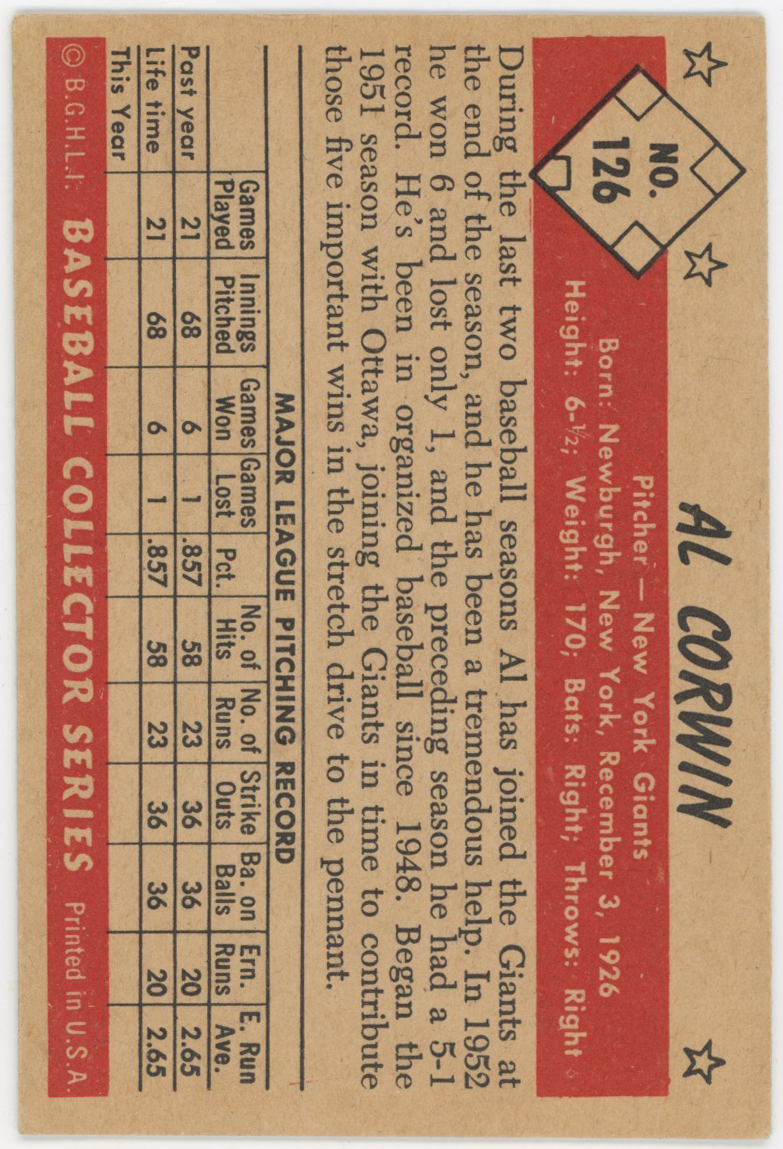 AL CORWIN
NO.
126
Pitcher — New York Giants
Born: Newburgh, New York, Recember 3, 1926
Height: 6-½; Weight: 170; Bats: Right; Throws: Right
During the last two baseball seasons Al has joined the Giants at
the end of the season, and he has been a tremendous help. In 1952
he won 6 and lost only 1, and the preceding season he had a 5-1
record. He's been in organized baseball since 1948. Began the
1951 season with Ottawa, joining the Giants in time to contribute
those five important wins in the stretch drive to the pennant.
MAJOR LEAGUE PITCHING RECORD
Games Played Innings Pitched Games Won Games Lost Pct. No. of Hits No. of Runs Strike Outs Ba. on Balls Ern. Runs E. Run Ave.
Past year 21 68 6 1 .857 58 23 36 36 20 2.65
Life time 21 68 6 1 .857 58 23 36 36 20 2.65
This Year
© B.G.H.L.I. BASEBALL COLLECTOR SERIES Printed in U.S.A.